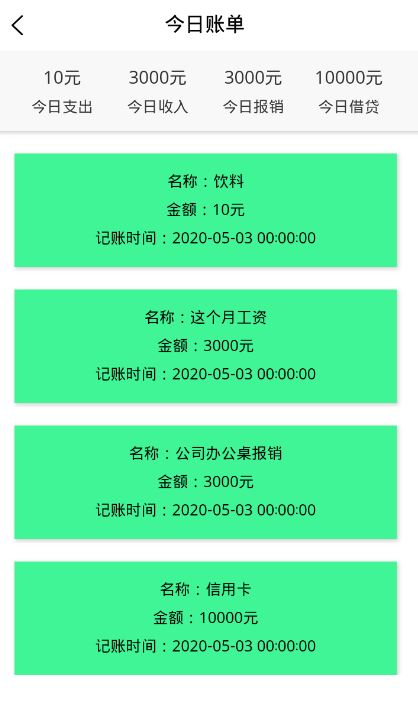 今日账单
10元 3000元 3000元 10000元
今日支出 今日收入 今日报销 今日借贷
名称：饮料
金额：10元
记账时间：2020-05-03 00:00:00
名称：这个月工资
金额：3000元
记账时间：2020-05-03 00:00:00
名称：公司办公桌报销
金额：3000元
记账时间：2020-05-03 00:00:00
名称：信用卡
金额：10000元
记账时间：2020-05-03 00:00:00